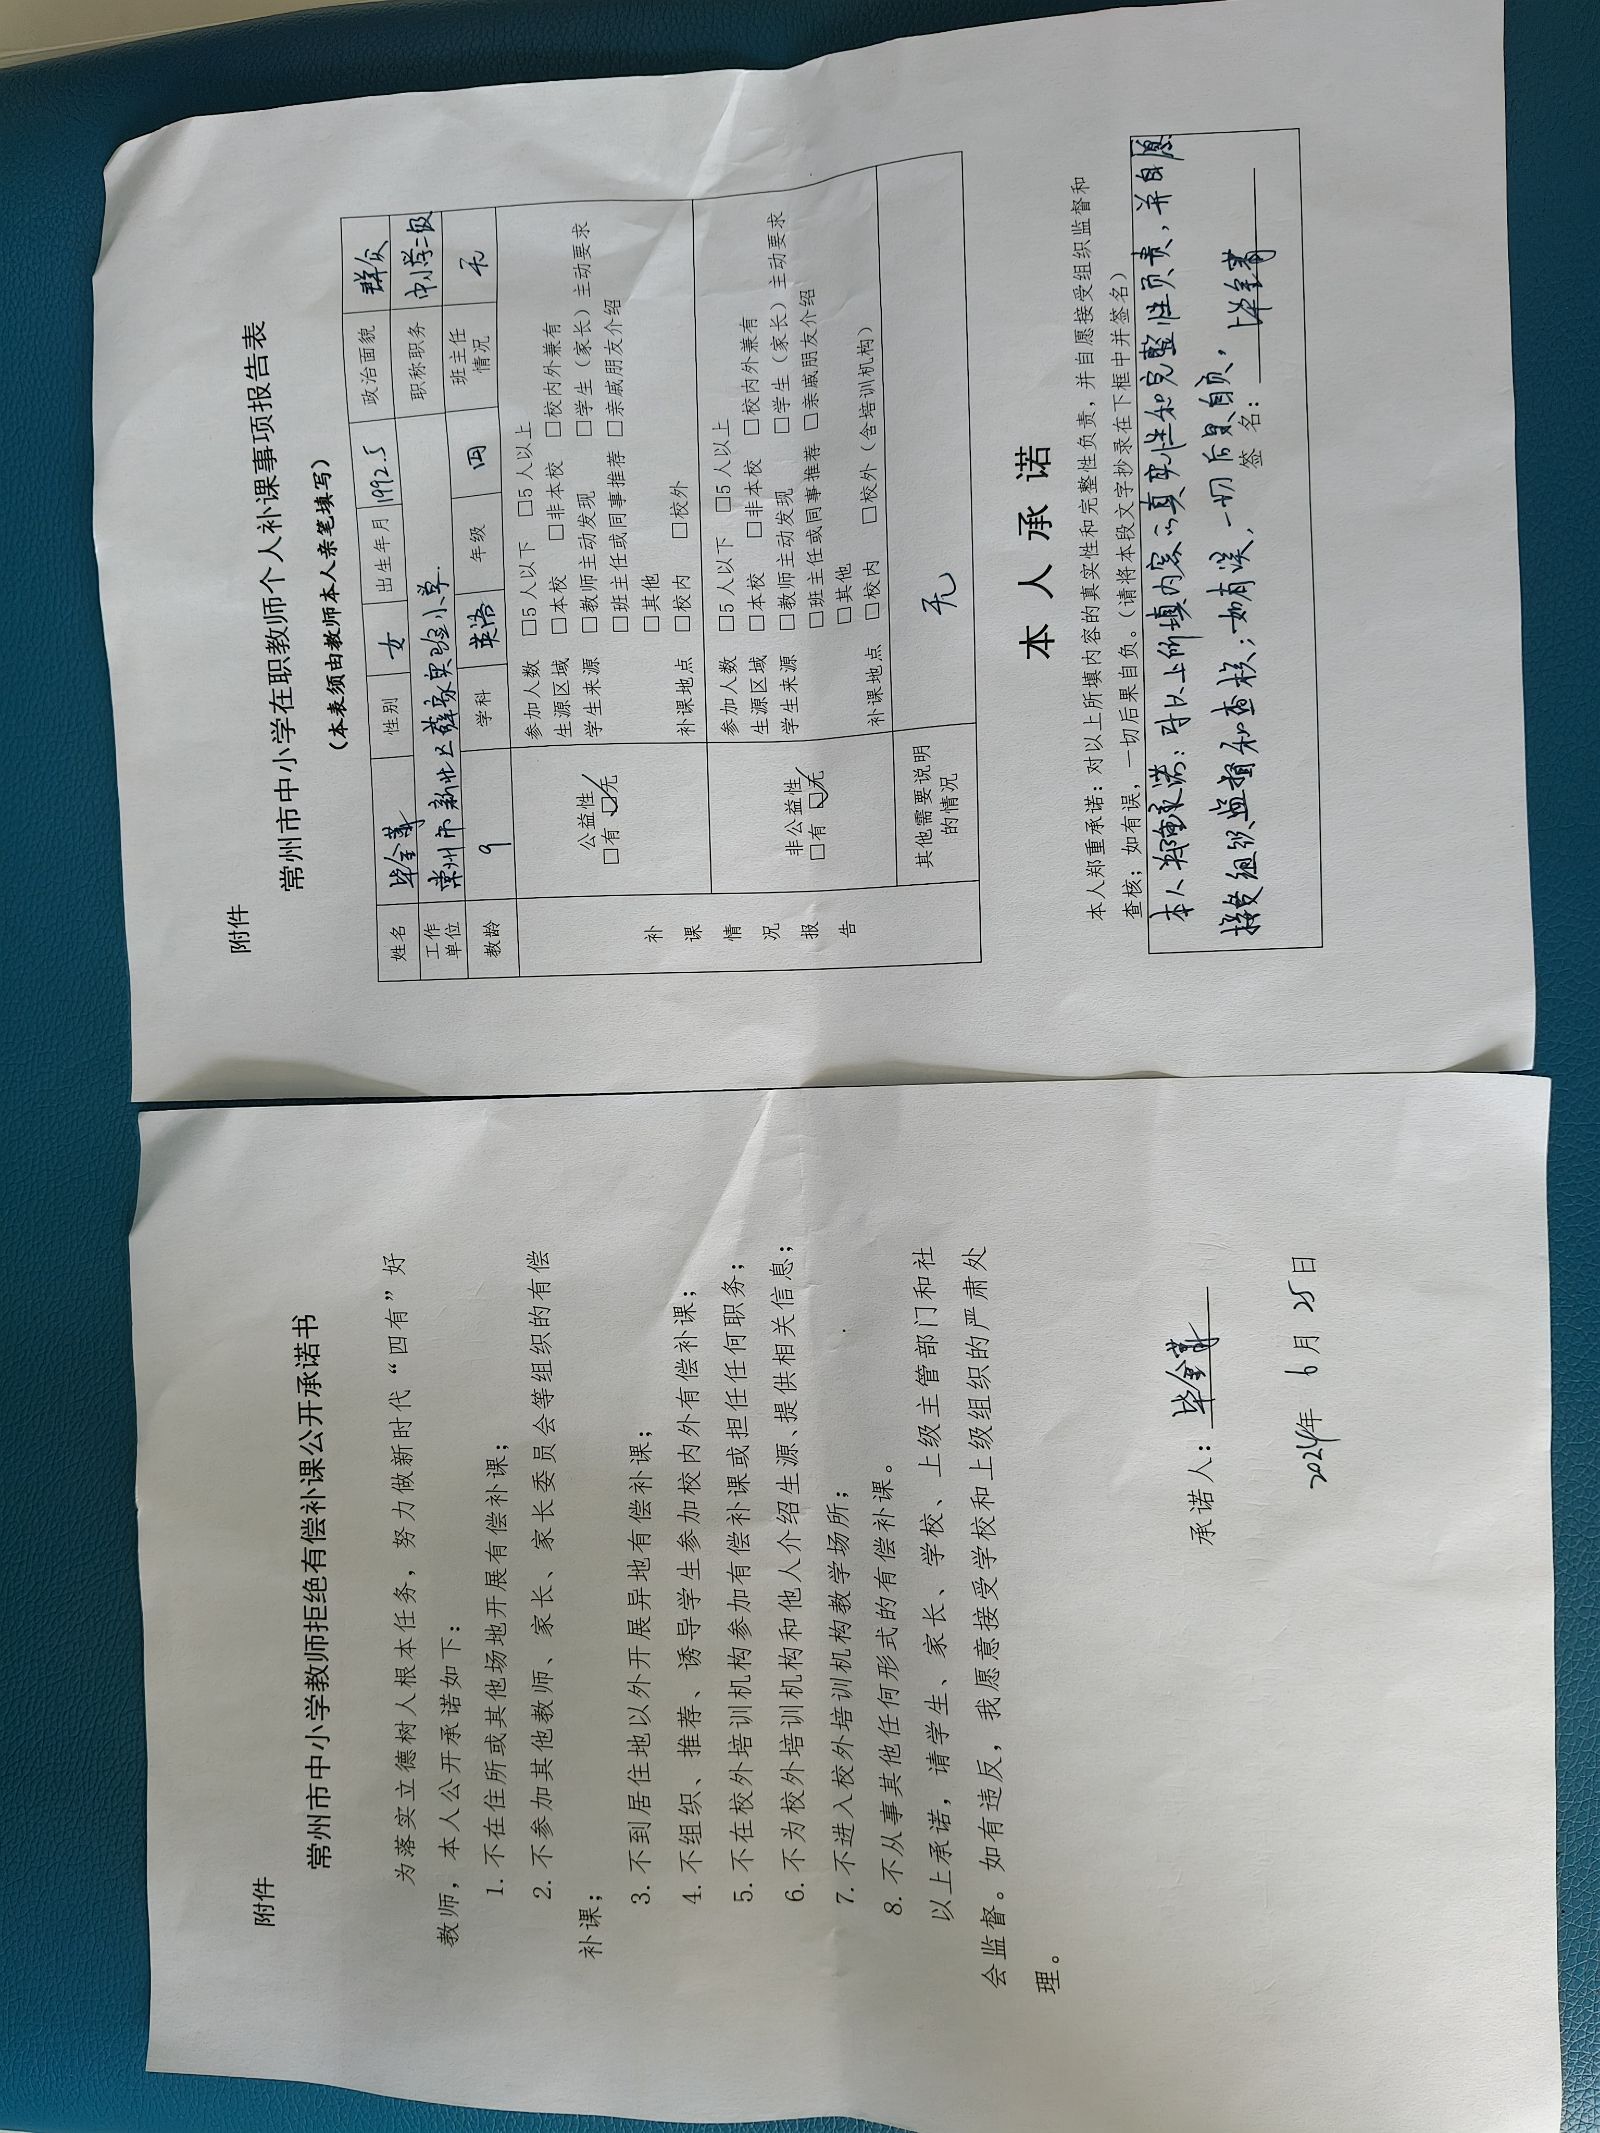 附件
常州市中小学教师拒绝有偿补课公开承诺书
为落实立德树人根本任务，努力做新时代“四有”好
教师，本人公开承诺如下：
1. 不在住所或其他场地开展有偿补课；
2. 不参加其他教师、家长、家长委员会等组织的有偿
补课；
3. 不到居住地以外开展异地有偿补课；
4. 不组织、推荐、诱导学生参加校内外有偿补课；
5. 不在校外培训机构参加有偿补课或担任任何职务；
6. 不为校外培训机构和他人介绍生源、提供相关信息；
7. 不进入校外培训机构教学场所；
8. 不从事其他任何形式的有偿补课。
以上承诺，请学生、家长、学校、上级主管部门和社
会监督。如有违反，我愿意接受学校和上级组织的严肃处
理。
承诺人：毕全菁
2024年 6月 25日
附件
常州市中小学在职教师个人补课事项报告表
（本表须由教师本人亲笔填写）
姓名 毕全菁 性别 女 出生年月 1992.5 政治面貌 群众
工作单位 常州市新北区薛家实验小学 职称职务 中小学二级
教龄 9 学科 英语 年级 四 班主任情况 无
补课情况报告
公益性
□有 □无
参加人数 □5人以下 □5人以上
生源区域 □本校 □非本校 □校内外兼有
学生来源 □教师主动发现 □学生（家长）主动要求
□班主任或同事推荐 □亲戚朋友介绍
□其他
补课地点 □校内 □校外
非公益性
□有 □无
参加人数 □5人以下 □5人以上
生源区域 □本校 □非本校 □校内外兼有
学生来源 □教师主动发现 □学生（家长）主动要求
□班主任或同事推荐 □亲戚朋友介绍
□其他
补课地点 □校内 □校外（含培训机构）
其他需要说明的情况 无
本人承诺
本人郑重承诺：对以上所填内容的真实性和完整性负责，并自愿接受组织监督和
查核；如有误，一切后果自负。（请将本段文字抄录在下框中并签名）
本人郑重承诺：对以上所填内容的真实性和完整性负责，并自愿
接受组织监督和查核；如有误，一切后果自负。
签名：毕全菁